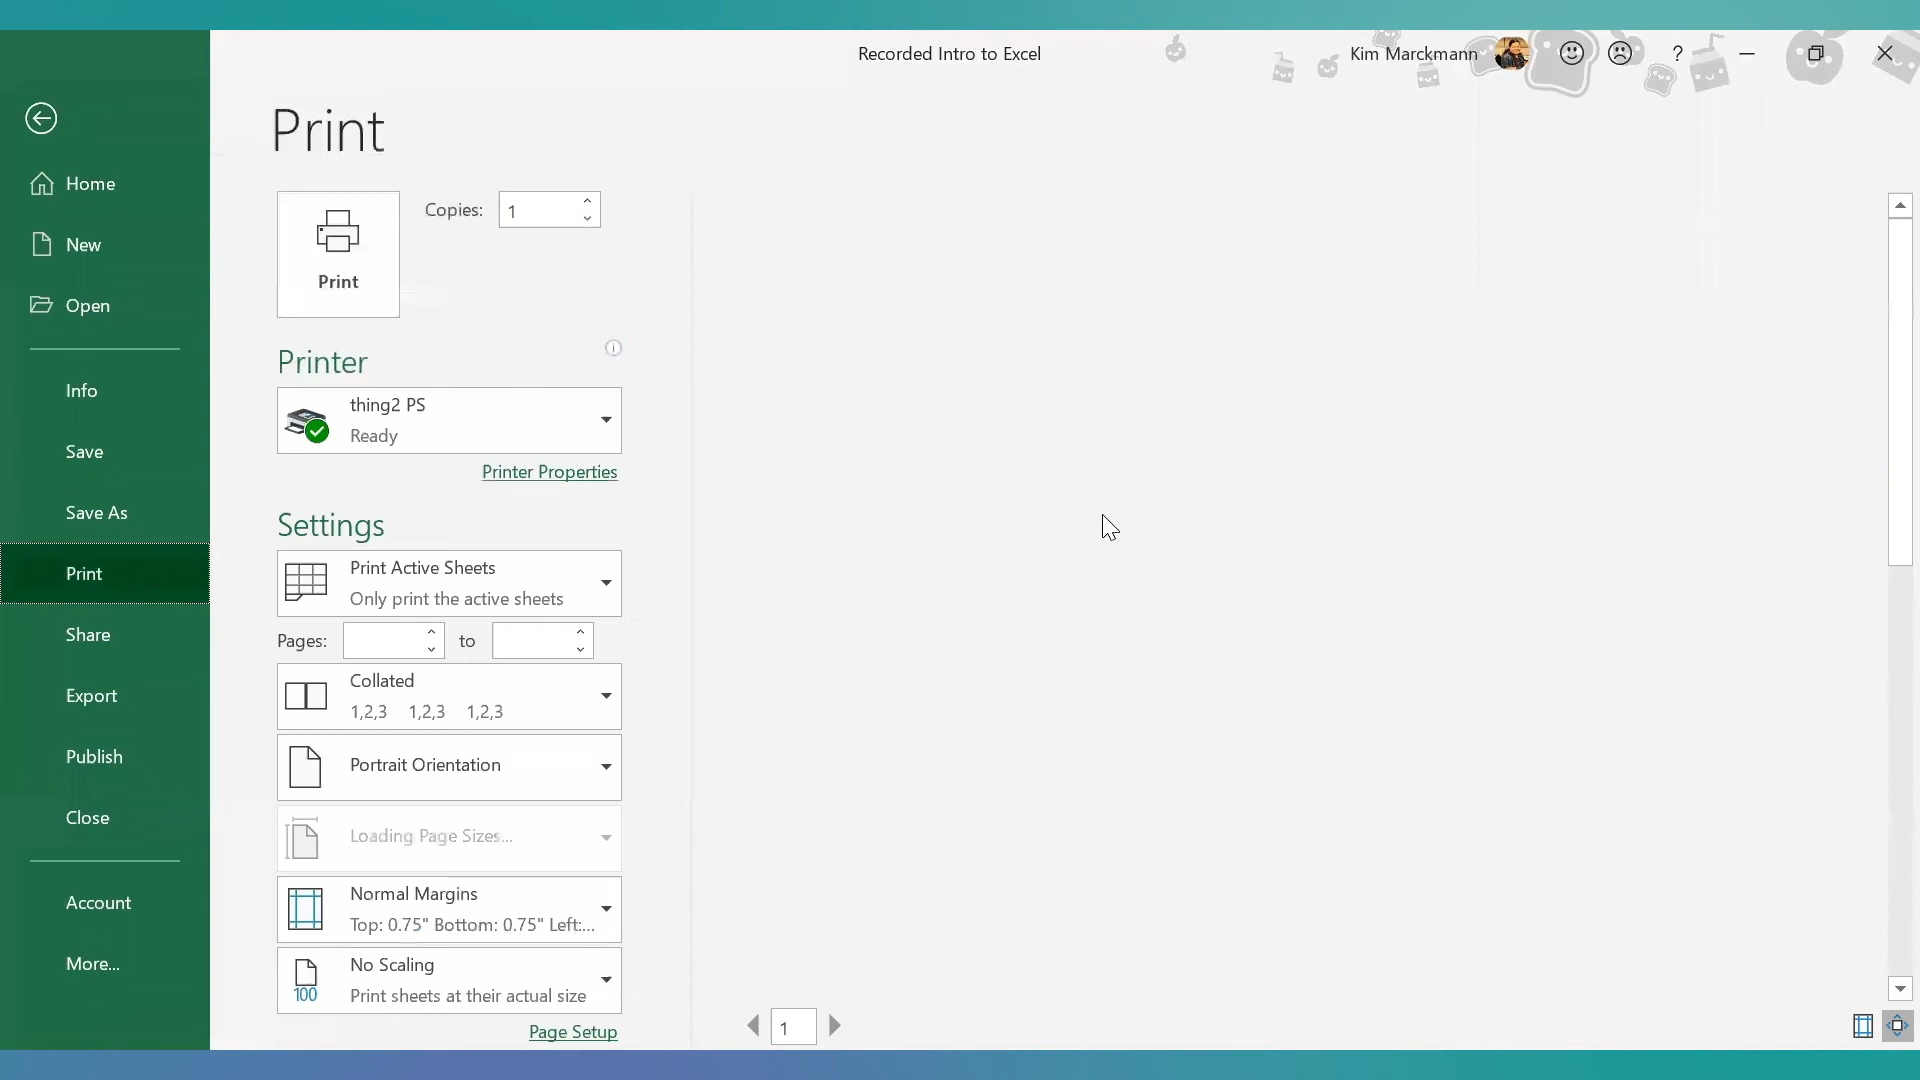 Recorded Intro to Excel
Kim Marckmann
?
Print
Home
New
Open
Info
Save
Save As
Print
Share
Export
Publish
Close
Account
More...
Print
Copies: 1
Printer
thing2 PS
Ready
Printer Properties
Settings
Print Active Sheets
Only print the active sheets
Pages: to
Collated
1,2,3 1,2,3 1,2,3
Portrait Orientation
Loading Page Sizes...
Normal Margins
Top: 0.75" Bottom: 0.75" Left:...
No Scaling
100
Print sheets at their actual size
Page Setup
1